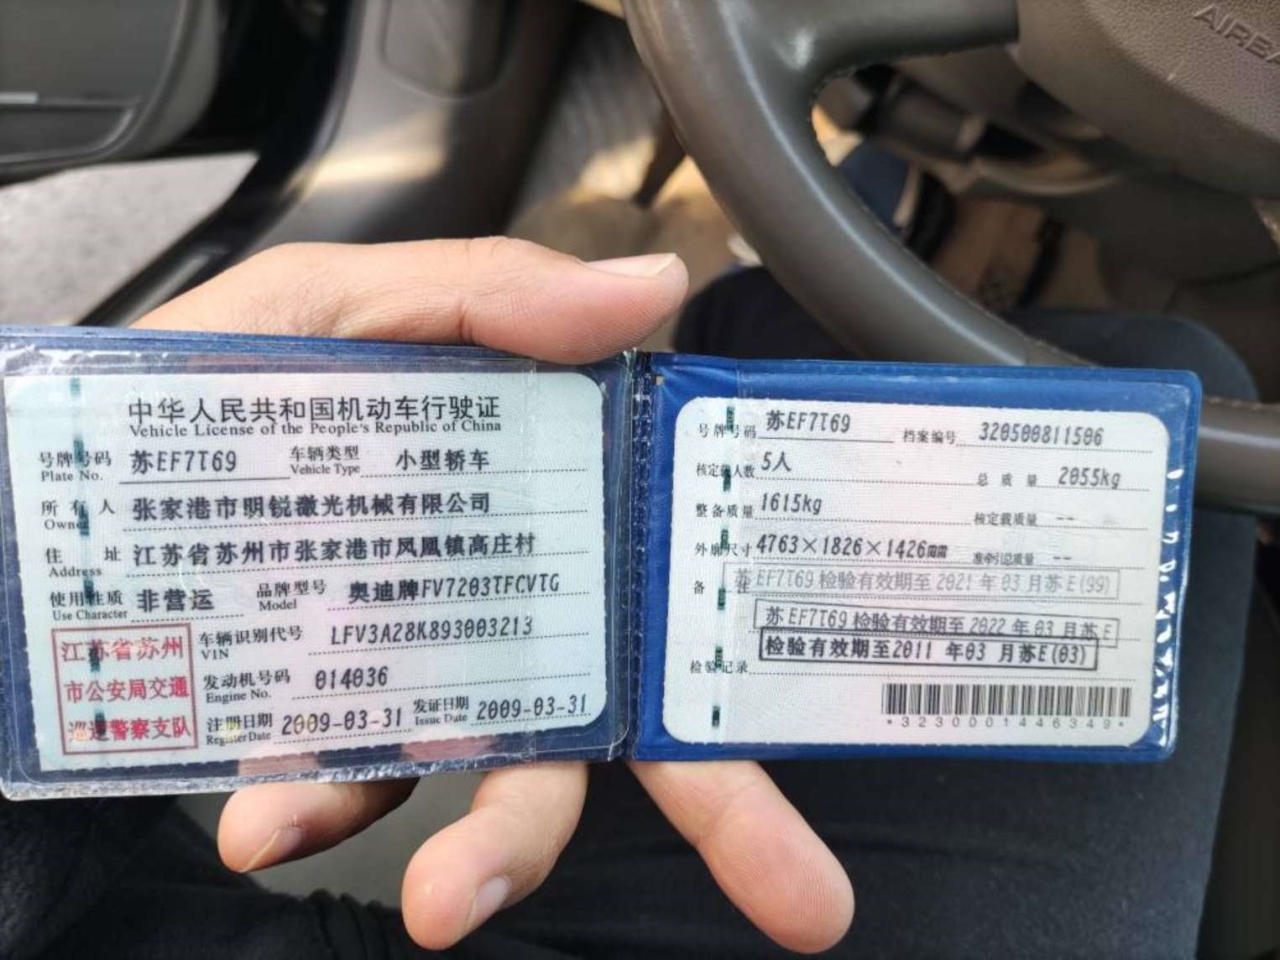 AIRBA
中华人民共和国机动车行驶证
Vehicle License of the People's Republic of China
号牌号码 苏EF7T69 车辆类型 小型轿车
Plate No. Vehicle Type
所有人 张家港市明锐激光机械有限公司
Owner
住址 江苏省苏州市张家港市凤凰镇高庄村
Address
使用性质 非营运 品牌型号 奥迪牌FV7203TFCVTG
Use Character Model
江苏省苏州
市公安局交通
巡逻警察支队
车辆识别代号 LFV3A28K893003213
VIN
发动机号码 014036
Engine No.
注册日期 2009-03-31 发证日期 2009-03-31
Register Date Issue Date
号牌号码 苏EF7T69 档案编号 320500811506
核定载人数 5人 总质量 2055kg
整备质量 1615kg 核定载质量 --
外廓尺寸 4763×1826×1426mm 准牵引总质量 --
备注 苏EF7T69 检验有效期至2021年03月苏E(99)
苏EF7T69 检验有效期至2022年03月苏E
检验有效期至2011 年03 月苏E(03)
检验记录
*3230001446349*